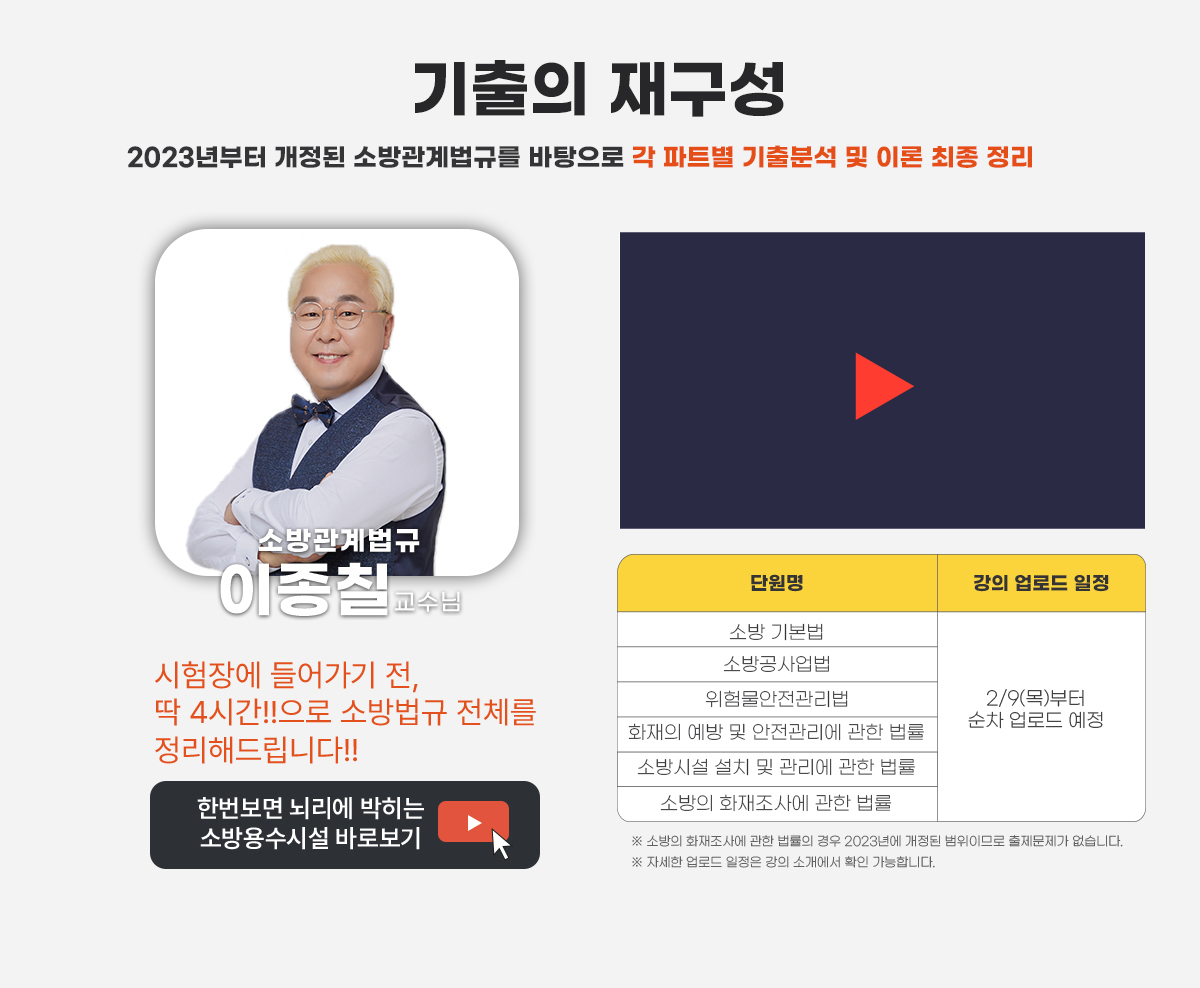 기출의 재구성
2023년부터 개정된 소방관계법규를 바탕으로 각 파트별 기출분석 및 이론 최종 정리
소방관계법규
이종칠 교수님
시험장에 들어가기 전,
딱 4시간!!으로 소방법규 전체를
정리해드립니다!!
한번보면 뇌리에 박히는
소방용수시설 바로보기
단원명 강의 업로드 일정
소방 기본법
소방공사업법
위험물안전관리법
화재의 예방 및 안전관리에 관한 법률
소방시설 설치 및 관리에 관한 법률
소방의 화재조사에 관한 법률
2/9(목)부터
순차 업로드 예정
※ 소방의 화재조사에 관한 법률의 경우 2023년에 개정된 범위이므로 출제문제가 없습니다.
※ 자세한 업로드 일정은 강의 소개에서 확인 가능합니다.